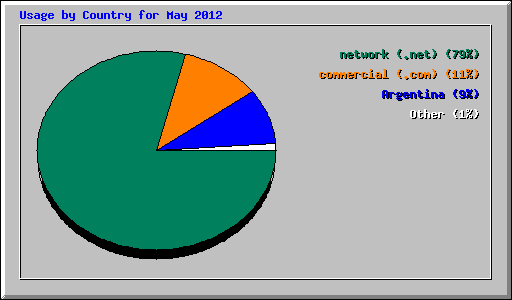 Usage by Country for May 2012
network (.net) (79%)
commercial (.com) (11%)
Argentina (9%)
Other (1%)